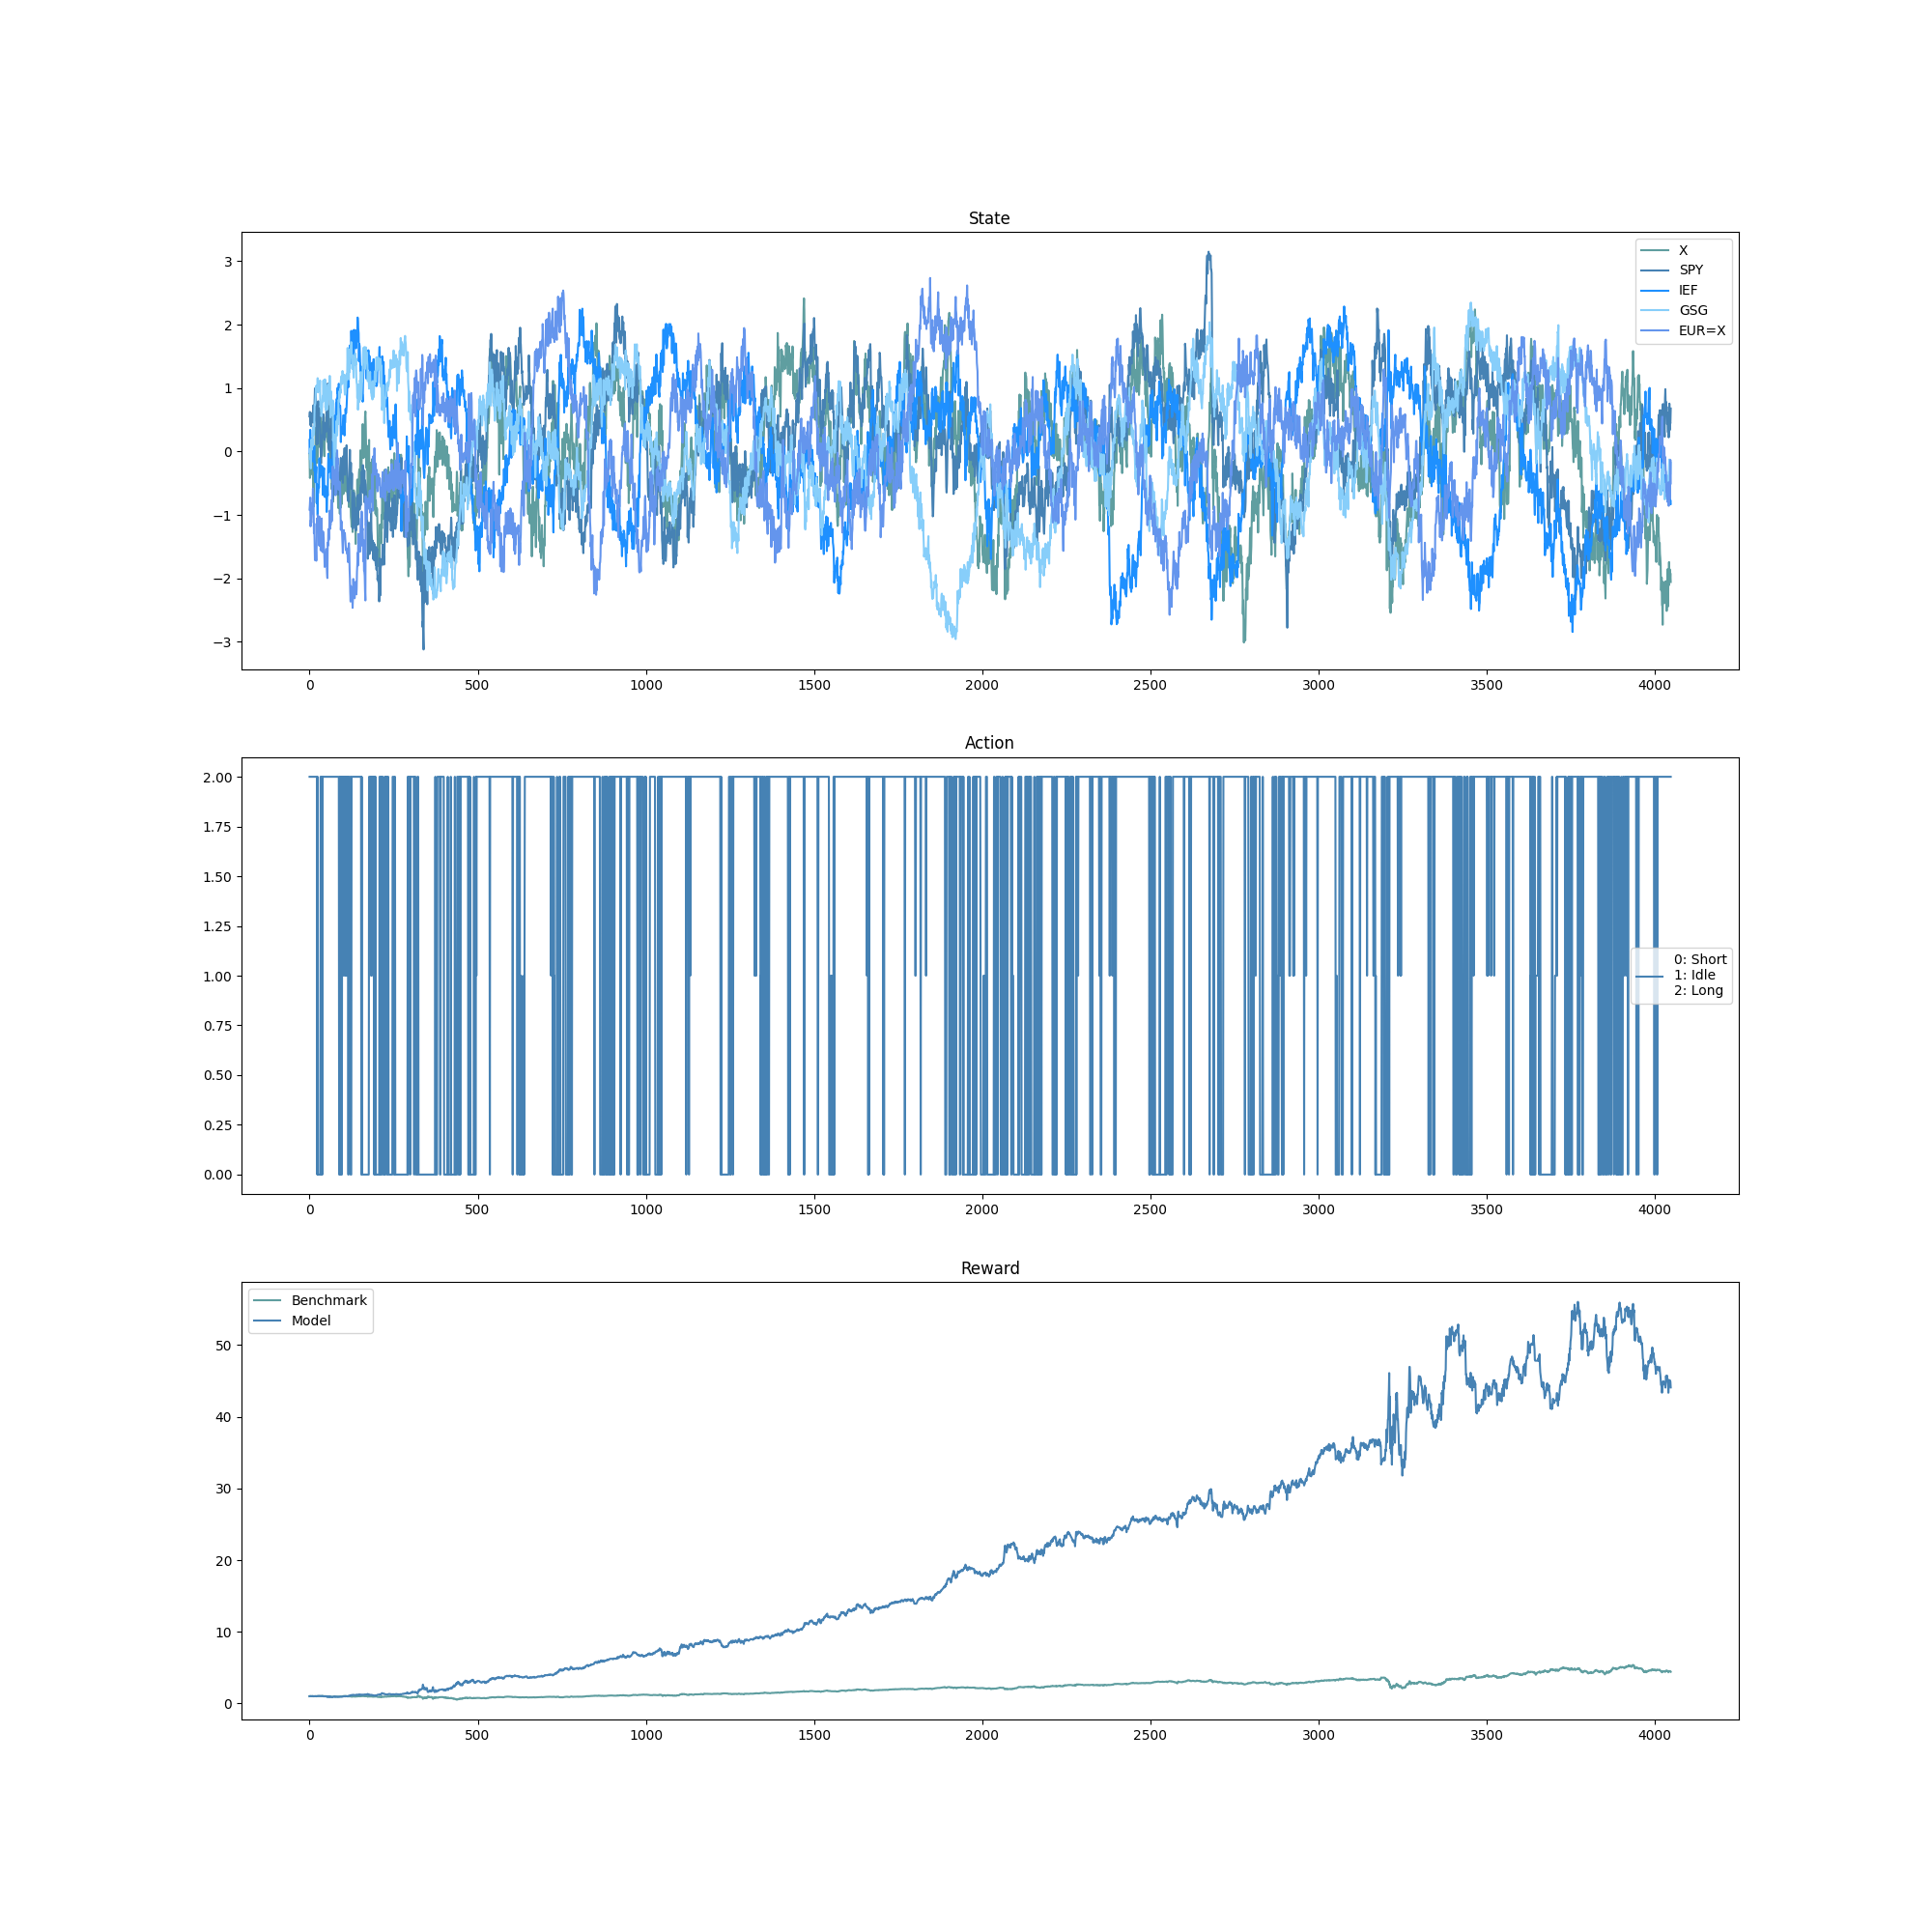 State
3
2
1
0
−1
−2
−3
X
SPY
IEF
GSG
EUR=X
0 500 1000 1500 2000 2500 3000 3500 4000
Action
2.00
1.75
1.50
1.25
1.00
0.75
0.50
0.25
0.00
0: Short
1: Idle
2: Long
0 500 1000 1500 2000 2500 3000 3500 4000
Reward
Benchmark
Model
50
40
30
20
10
0
0 500 1000 1500 2000 2500 3000 3500 4000